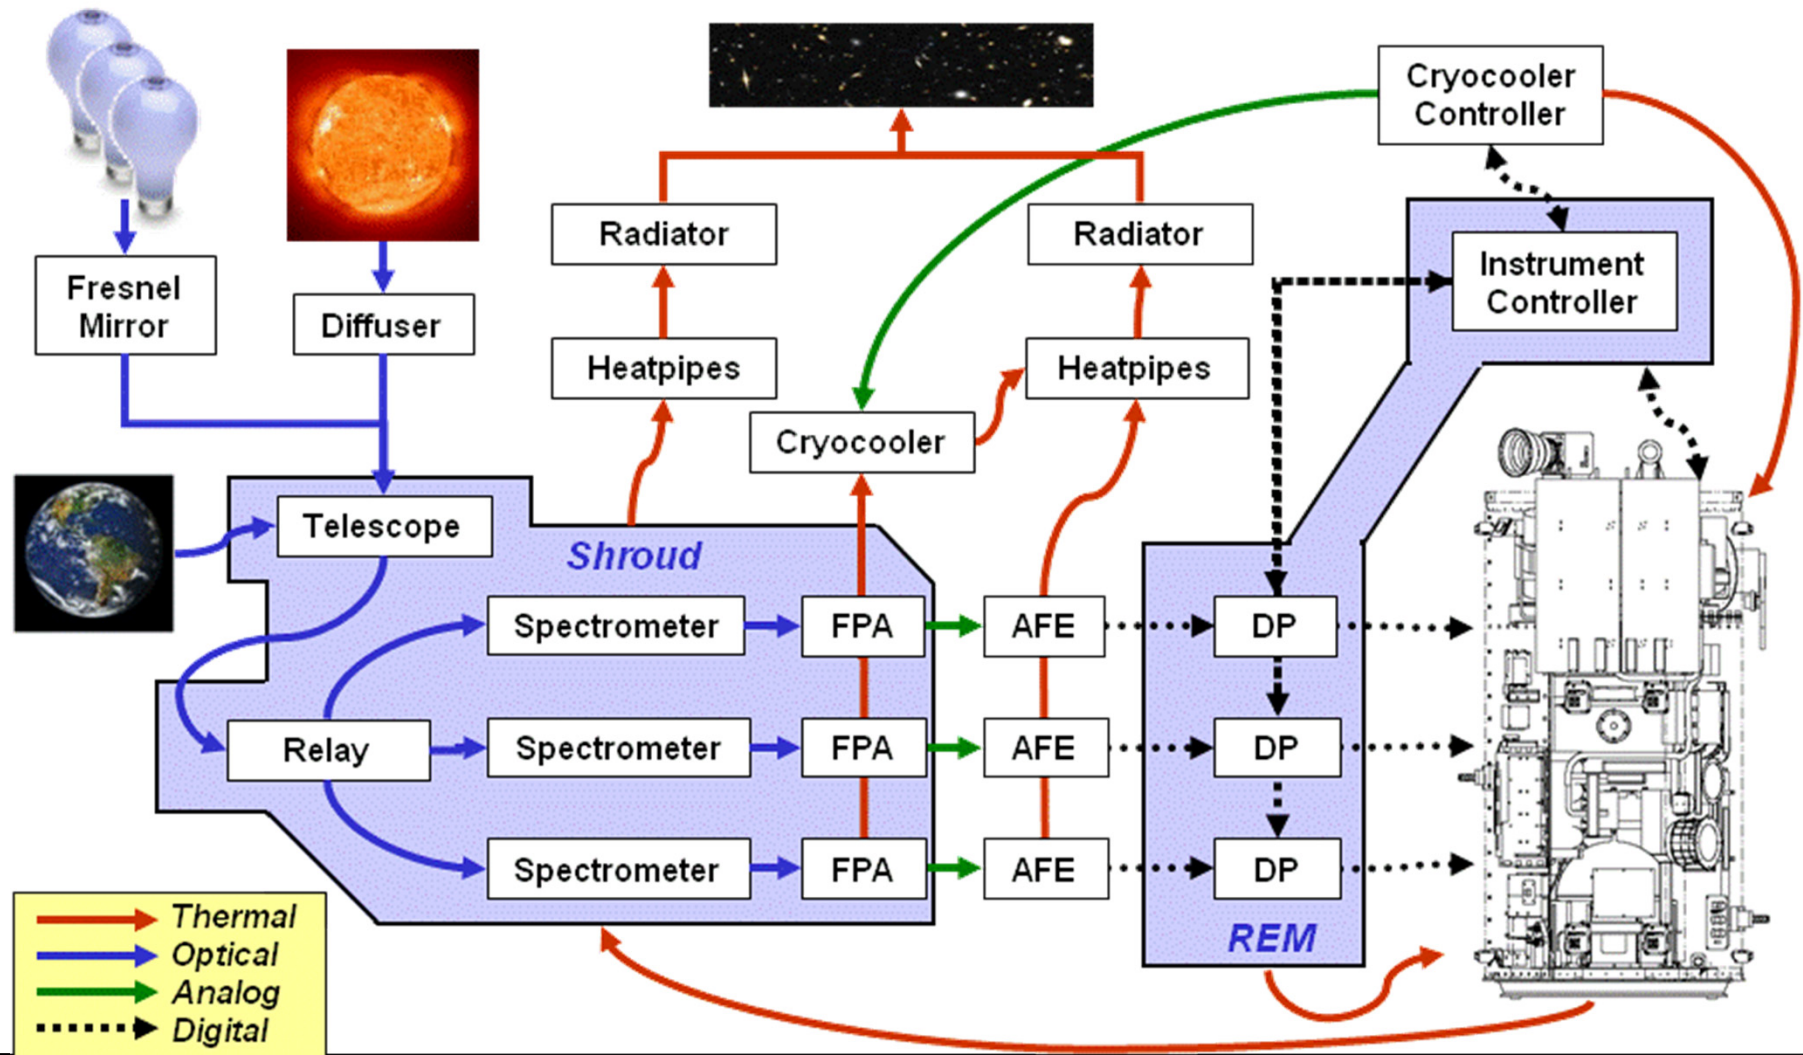 Cryocooler
Controller
Radiator
Radiator
Instrument
Controller
Fresnel
Mirror
Diffuser
Heatpipes
Heatpipes
Cryocooler
Telescope
Shroud
Spectrometer
FPA
AFE
DP
Relay
Spectrometer
FPA
AFE
DP
Spectrometer
FPA
AFE
DP
REM
Thermal
Optical
Analog
Digital